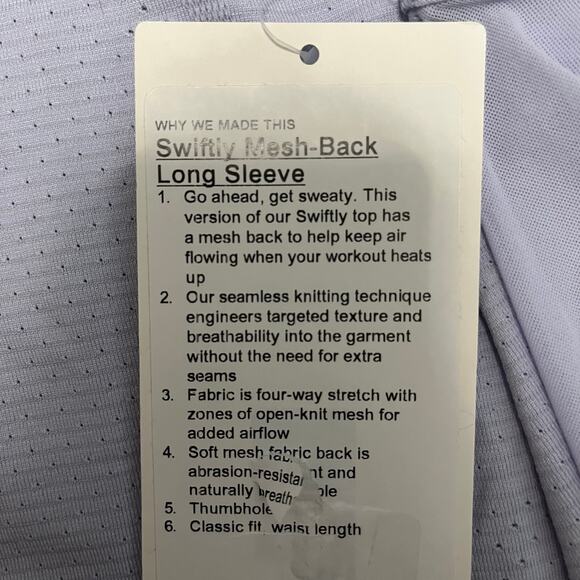 WHY WE MADE THIS
Swiftly Mesh-Back
Long Sleeve
1. Go ahead, get sweaty. This
version of our Swiftly top has
a mesh back to help keep air
flowing when your workout heats
up
2. Our seamless knitting technique
engineers targeted texture and
breathability into the garment
without the need for extra
seams
3. Fabric is four-way stretch with
zones of open-knit mesh for
added airflow
4. Soft mesh fabric back is
abrasion-resistant and
naturally breathable
5. Thumbhole
6. Classic fit, waist length